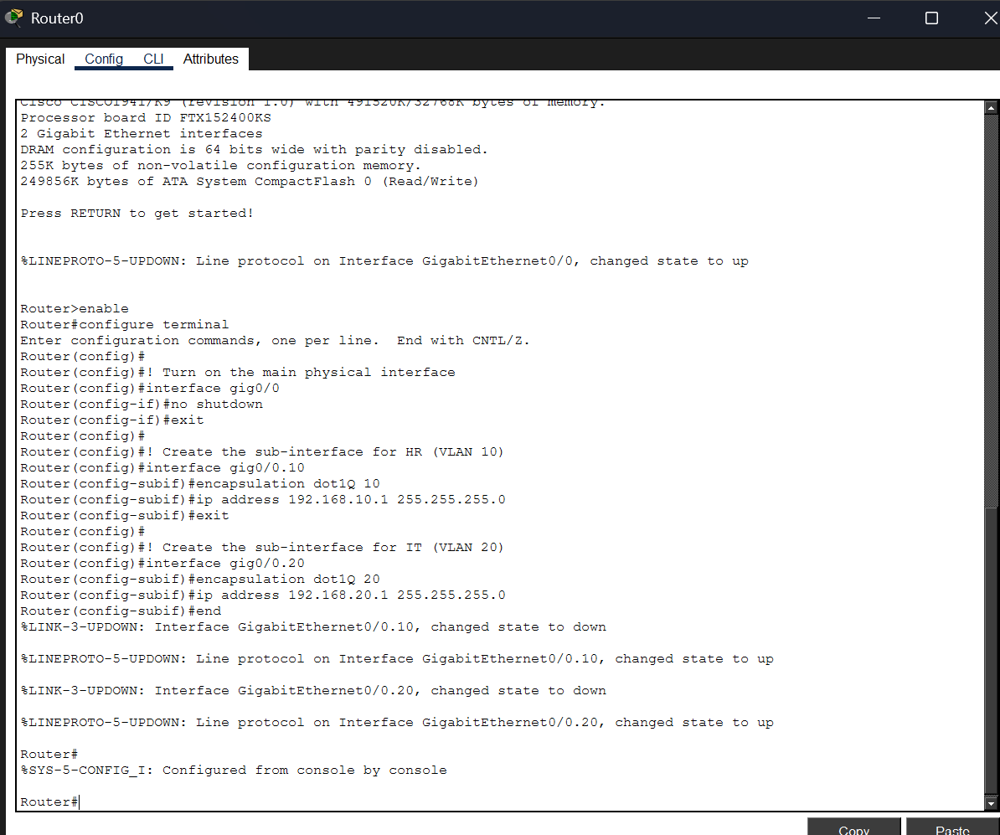 Router0
Physical Config CLI Attributes
Cisco CISCO1941/K9 (revision 1.0) with 491520K/32768K bytes of memory.
Processor board ID FTX152400KS
2 Gigabit Ethernet interfaces
DRAM configuration is 64 bits wide with parity disabled.
255K bytes of non-volatile configuration memory.
249856K bytes of ATA System CompactFlash 0 (Read/Write)
Press RETURN to get started!
%LINEPROTO-5-UPDOWN: Line protocol on Interface GigabitEthernet0/0, changed state to up
Router>enable
Router#configure terminal
Enter configuration commands, one per line.  End with CNTL/Z.
Router(config)#
Router(config)#! Turn on the main physical interface
Router(config)#interface gig0/0
Router(config-if)#no shutdown
Router(config-if)#exit
Router(config)#
Router(config)#! Create the sub-interface for HR (VLAN 10)
Router(config)#interface gig0/0.10
Router(config-subif)#encapsulation dot1Q 10
Router(config-subif)#ip address 192.168.10.1 255.255.255.0
Router(config-subif)#exit
Router(config)#
Router(config)#! Create the sub-interface for IT (VLAN 20)
Router(config)#interface gig0/0.20
Router(config-subif)#encapsulation dot1Q 20
Router(config-subif)#ip address 192.168.20.1 255.255.255.0
Router(config-subif)#end
%LINK-3-UPDOWN: Interface GigabitEthernet0/0.10, changed state to down
%LINEPROTO-5-UPDOWN: Line protocol on Interface GigabitEthernet0/0.10, changed state to up
%LINK-3-UPDOWN: Interface GigabitEthernet0/0.20, changed state to down
%LINEPROTO-5-UPDOWN: Line protocol on Interface GigabitEthernet0/0.20, changed state to up
Router#
%SYS-5-CONFIG_I: Configured from console by console
Router#
Copy Paste